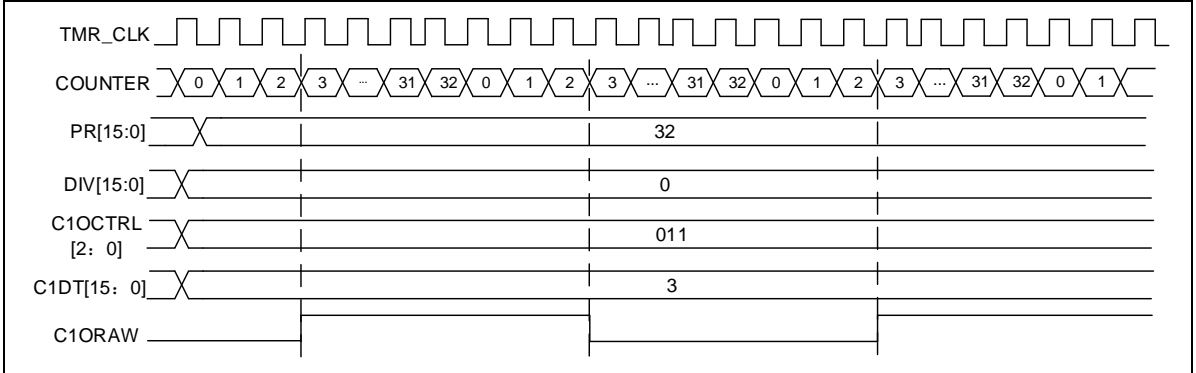 TMR_CLK
COUNTER 0 1 2 3 ... 31 32 0 1 2 3 ... 31 32 0 1 2 3 ... 31 32 0 1
PR[15:0] 32
DIV[15:0] 0
C1OCTRL
[2：0] 011
C1DT[15：0] 3
C1ORAW